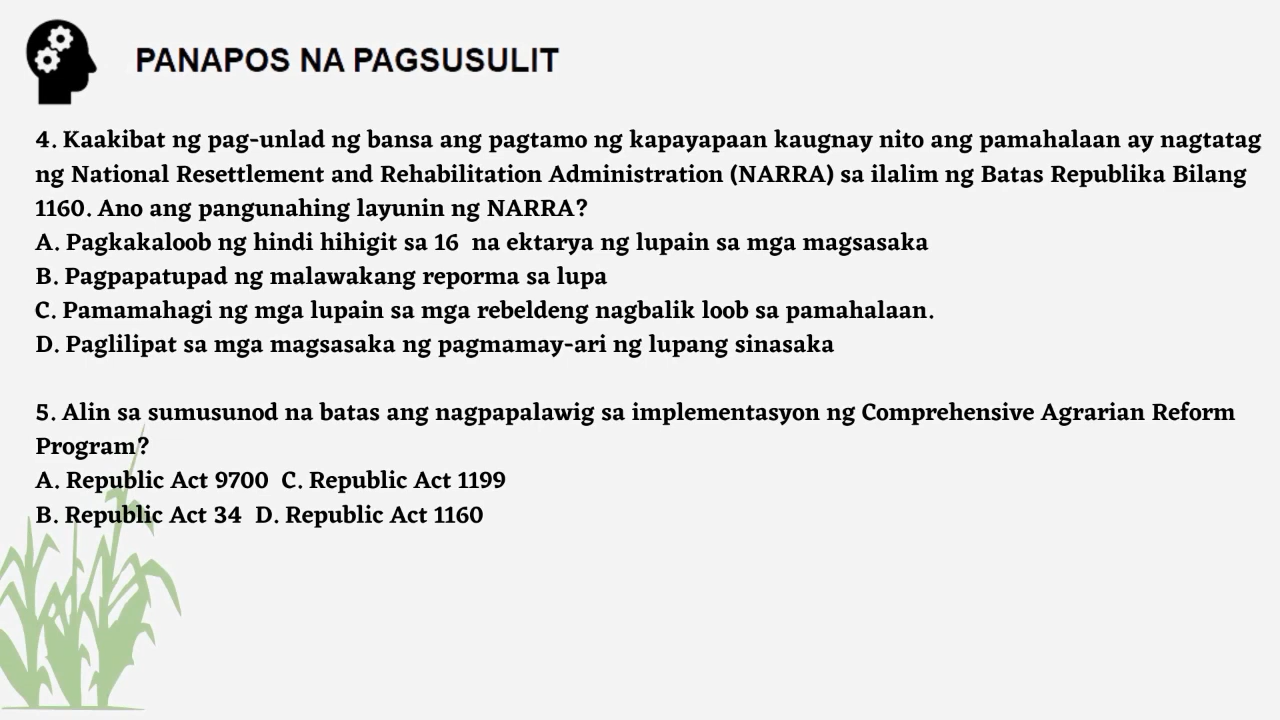 PANAPOS NA PAGSUSULIT
4. Kaakibat ng pag-unlad ng bansa ang pagtamo ng kapayapaan kaugnay nito ang pamahalaan ay nagtatag
ng National Resettlement and Rehabilitation Administration (NARRA) sa ilalim ng Batas Republika Bilang
1160. Ano ang pangunahing layunin ng NARRA?
A. Pagkakaloob ng hindi hihigit sa 16 na ektarya ng lupain sa mga magsasaka
B. Pagpapatupad ng malawakang reporma sa lupa
C. Pamamahagi ng mga lupain sa mga rebeldeng nagbalik loob sa pamahalaan.
D. Paglilipat sa mga magsasaka ng pagmamay-ari ng lupang sinasaka
5. Alin sa sumusunod na batas ang nagpapalawig sa implementasyon ng Comprehensive Agrarian Reform
Program?
A. Republic Act 9700 C. Republic Act 1199
B. Republic Act 34 D. Republic Act 1160